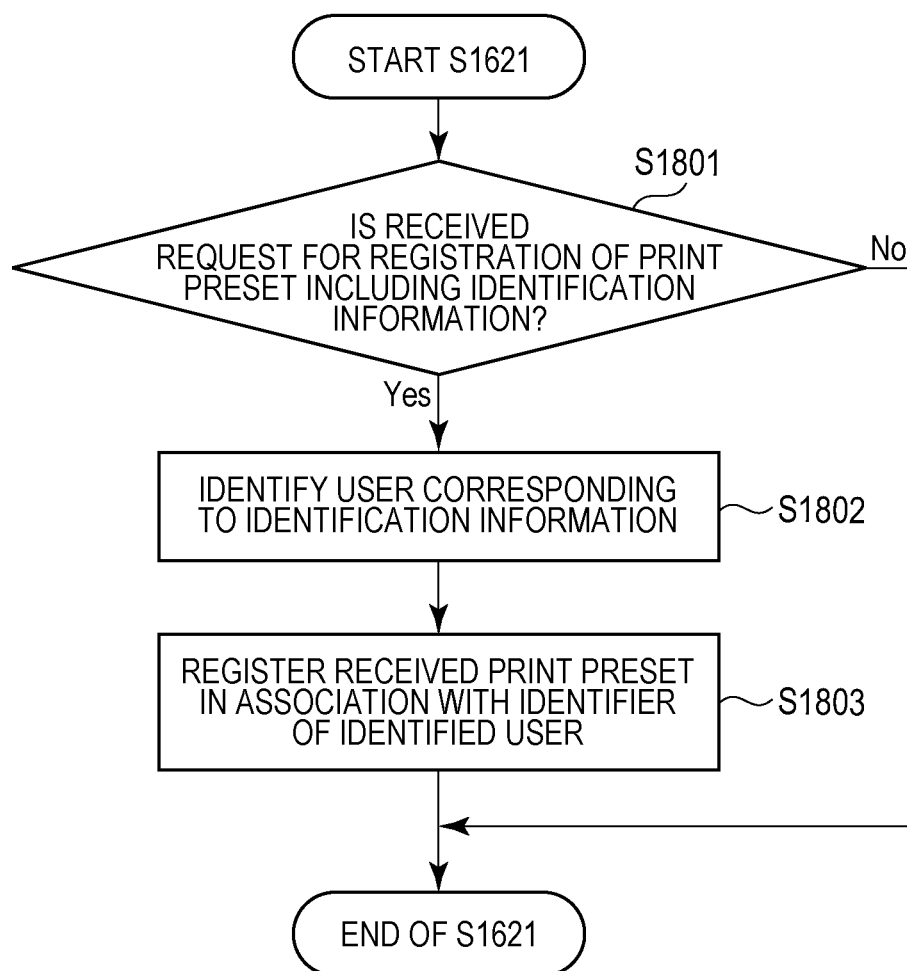 START S1621
S1801
IS RECEIVED
REQUEST FOR REGISTRATION OF PRINT
PRESET INCLUDING IDENTIFICATION
INFORMATION?
No
Yes
IDENTIFY USER CORRESPONDING
TO IDENTIFICATION INFORMATION
S1802
REGISTER RECEIVED PRINT PRESET
IN ASSOCIATION WITH IDENTIFIER
OF IDENTIFIED USER
S1803
END OF S1621